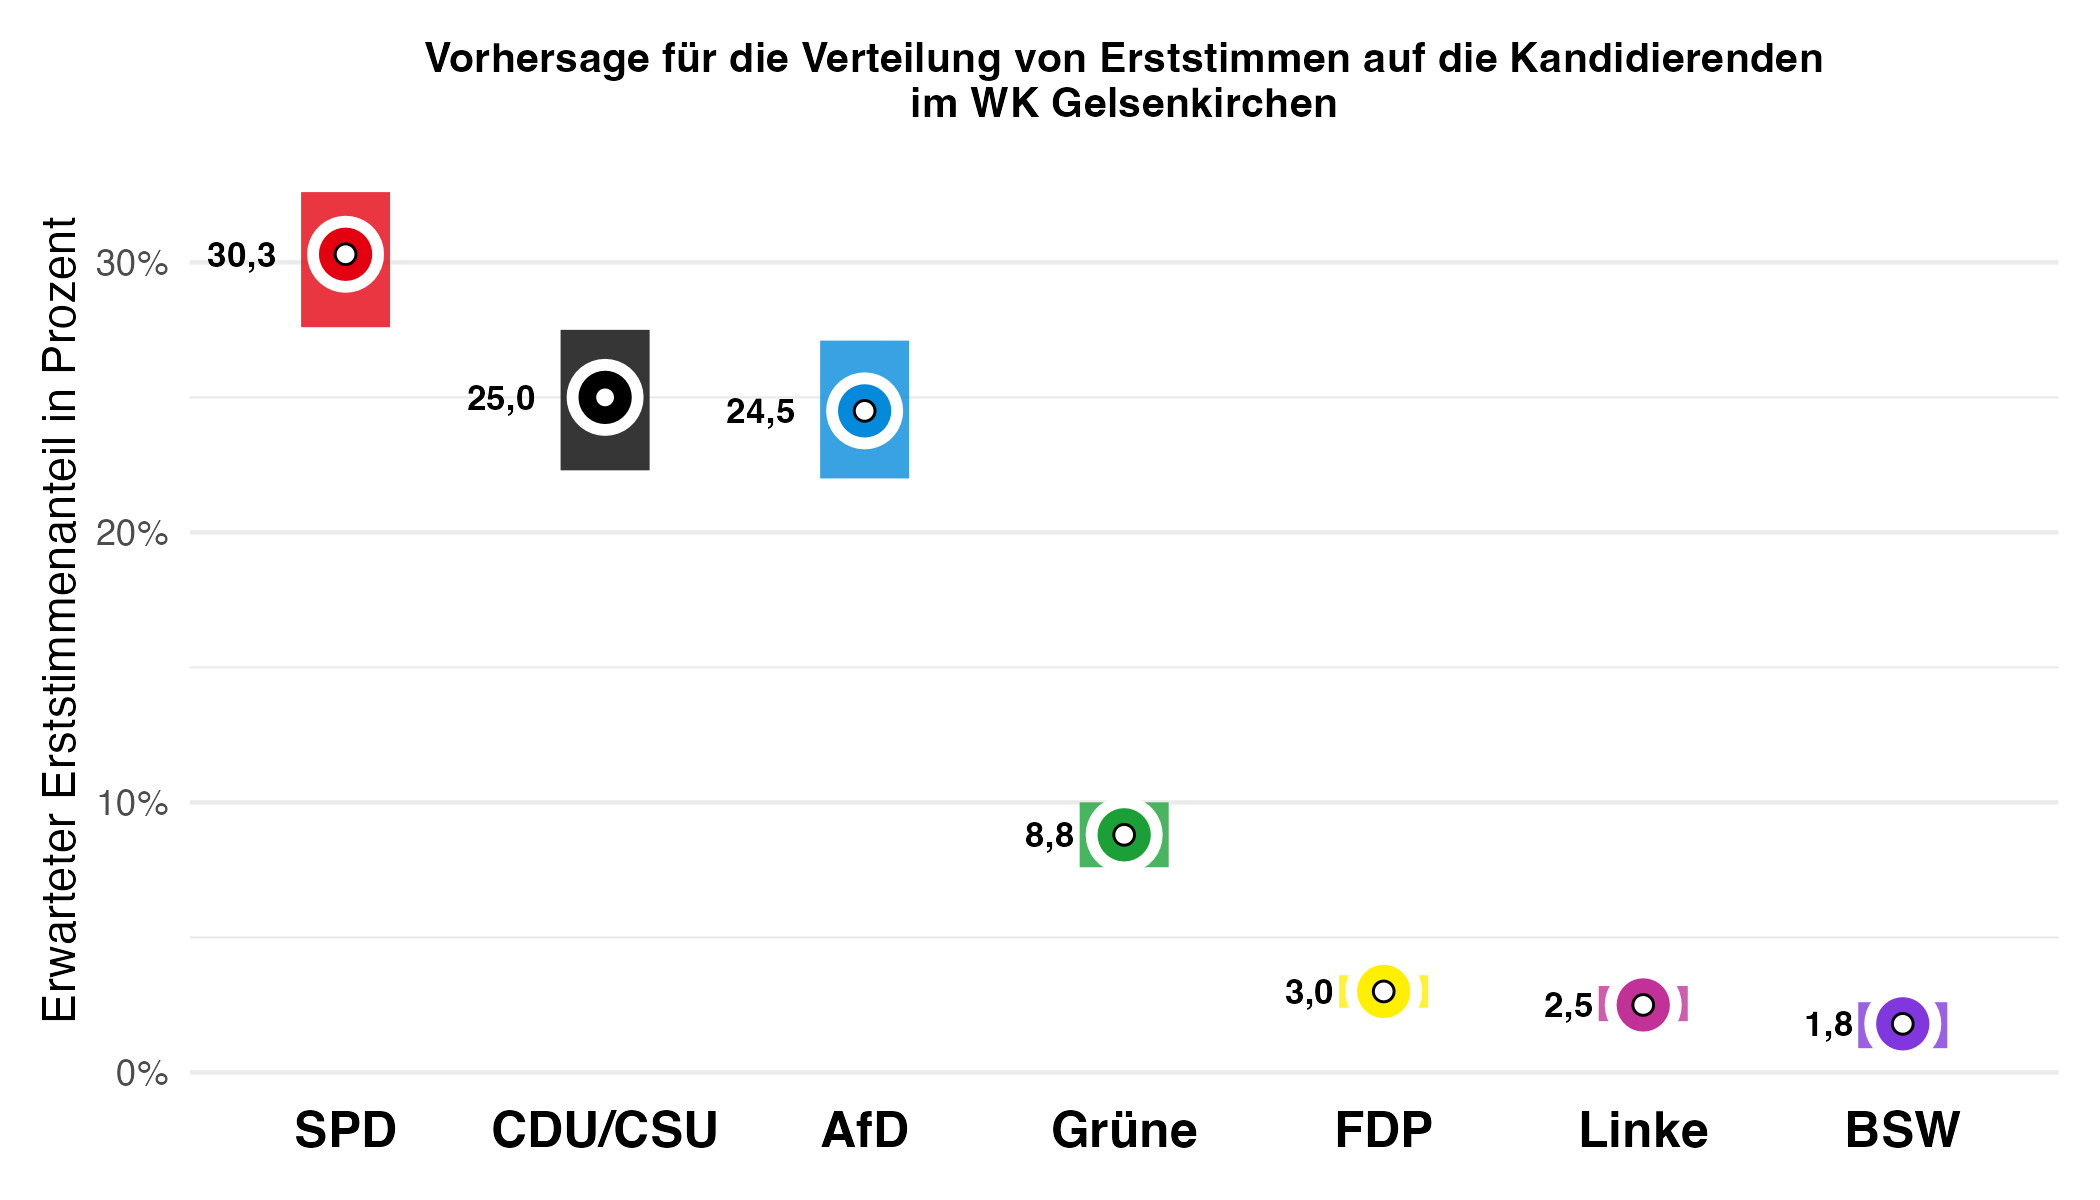 Vorhersage für die Verteilung von Erststimmen auf die Kandidierenden
im WK Gelsenkirchen
Erwarteter Erststimmenanteil in Prozent
30%
20%
10%
0%
30,3
25,0
24,5
8,8
3,0
2,5
1,8
SPD
CDU/CSU
AfD
Grüne
FDP
Linke
BSW